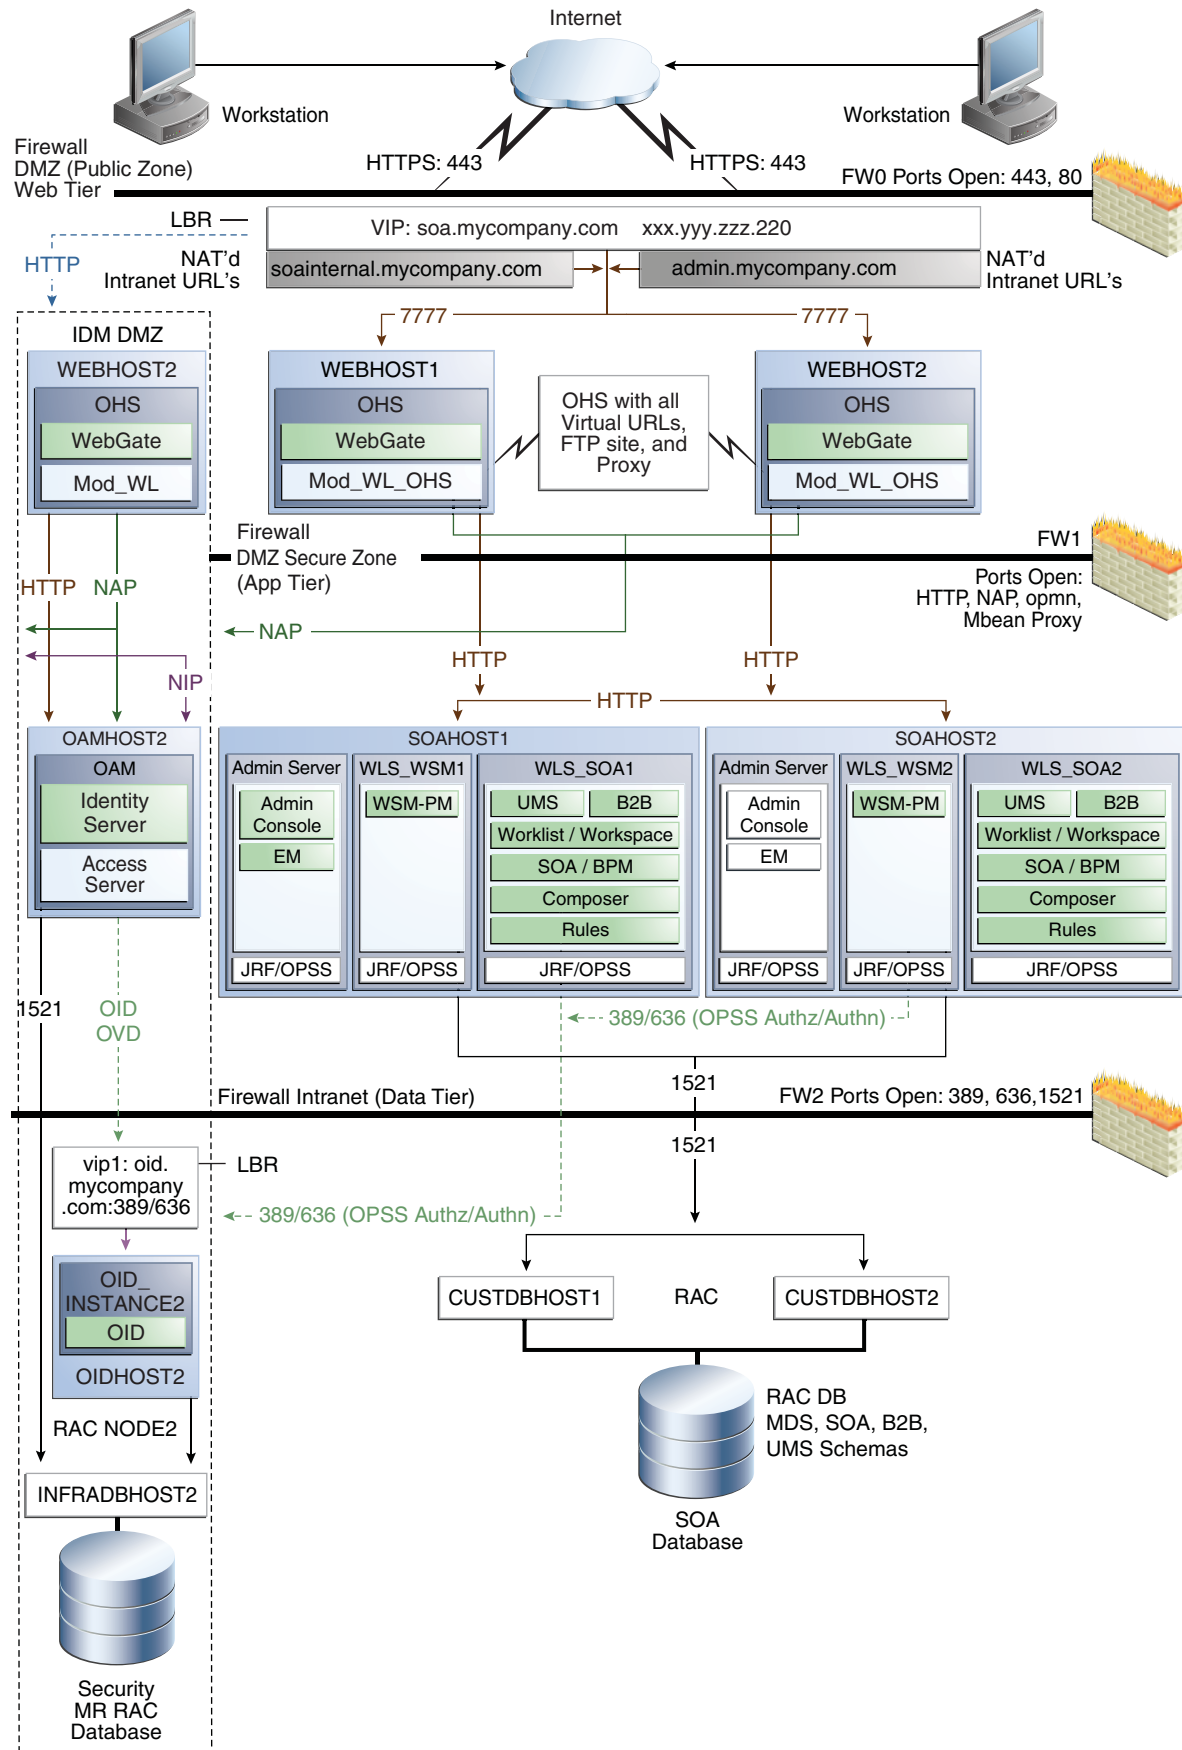 Internet
Workstation
Workstation
Firewall
DMZ (Public Zone)
Web Tier
HTTPS: 443
HTTPS: 443
FW0 Ports Open: 443, 80
LBR
VIP: soa.mycompany.com xxx.yyy.zzz.220
HTTP
NAT'd
Intranet URL's
soainternal.mycompany.com
admin.mycompany.com
NAT'd
Intranet URL's
7777
7777
IDM DMZ
WEBHOST2
OHS
WebGate
Mod_WL
WEBHOST1
OHS
WebGate
Mod_WL_OHS
OHS with all
Virtual URLs,
FTP site, and
Proxy
WEBHOST2
OHS
WebGate
Mod_WL_OHS
Firewall
DMZ Secure Zone
(App Tier)
FW1
Ports Open:
HTTP, NAP, opmn,
Mbean Proxy
HTTP
NAP
NAP
NIP
HTTP
HTTP
HTTP
OAMHOST2
OAM
Identity
Server
Access
Server
SOAHOST1
Admin Server
Admin
Console
EM
JRF/OPSS
WLS_WSM1
WSM-PM
JRF/OPSS
WLS_SOA1
UMS
B2B
Worklist / Workspace
SOA / BPM
Composer
Rules
JRF/OPSS
SOAHOST2
Admin Server
Admin
Console
EM
JRF/OPSS
WLS_WSM2
WSM-PM
JRF/OPSS
WLS_SOA2
UMS
B2B
Worklist / Workspace
SOA / BPM
Composer
Rules
JRF/OPSS
1521
OID
OVD
389/636 (OPSS Authz/Authn)
1521
Firewall Intranet (Data Tier)
FW2 Ports Open: 389, 636,1521
1521
vip1: oid.
mycompany
.com:389/636
LBR
389/636 (OPSS Authz/Authn)
OID_
INSTANCE2
OID
OIDHOST2
CUSTDBHOST1
RAC
CUSTDBHOST2
RAC NODE2
RAC DB
MDS, SOA, B2B,
UMS Schemas
INFRADBHOST2
SOA
Database
Security
MR RAC
Database